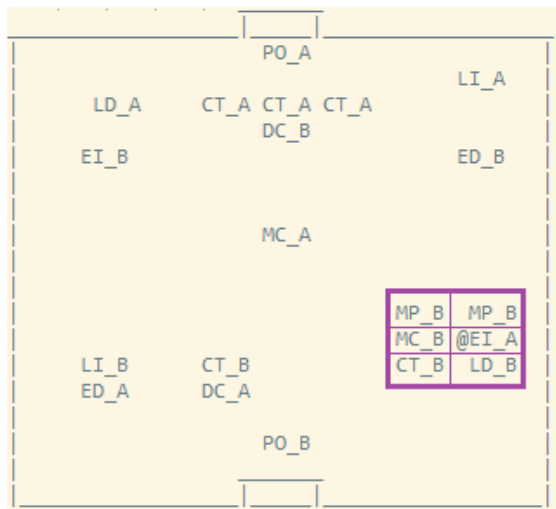 PO_A
LI_A
LD_A CT_A CT_A CT_A
DC_B
EI_B ED_B
MC_A
MP_B MP_B
MC_B @EI_A
LI_B CT_B CT_B LD_B
ED_A DC_A
PO_B